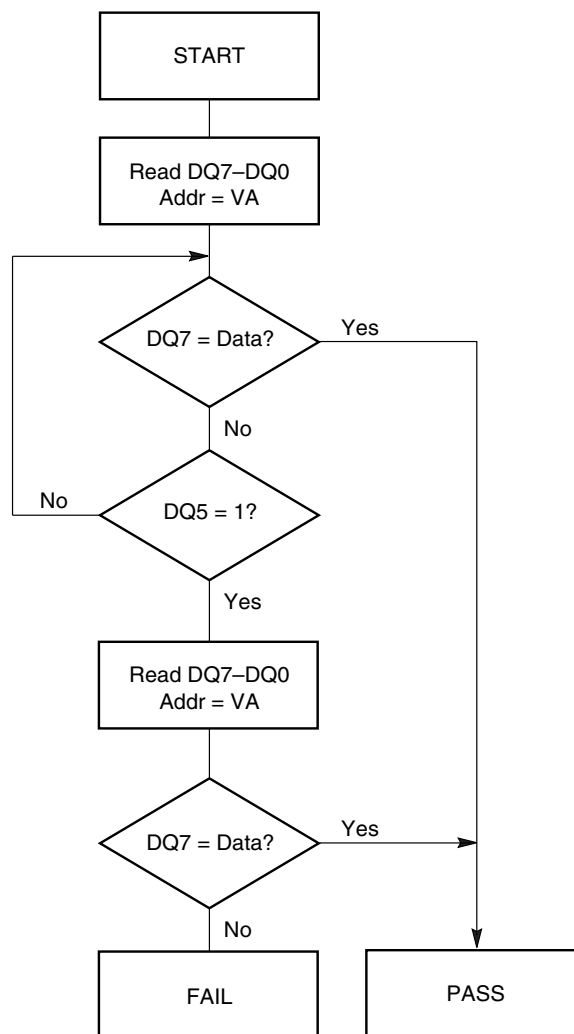 START
Read DQ7–DQ0
Addr = VA
DQ7 = Data?
Yes
No
No
DQ5 = 1?
Yes
Read DQ7–DQ0
Addr = VA
DQ7 = Data?
Yes
No
FAIL
PASS